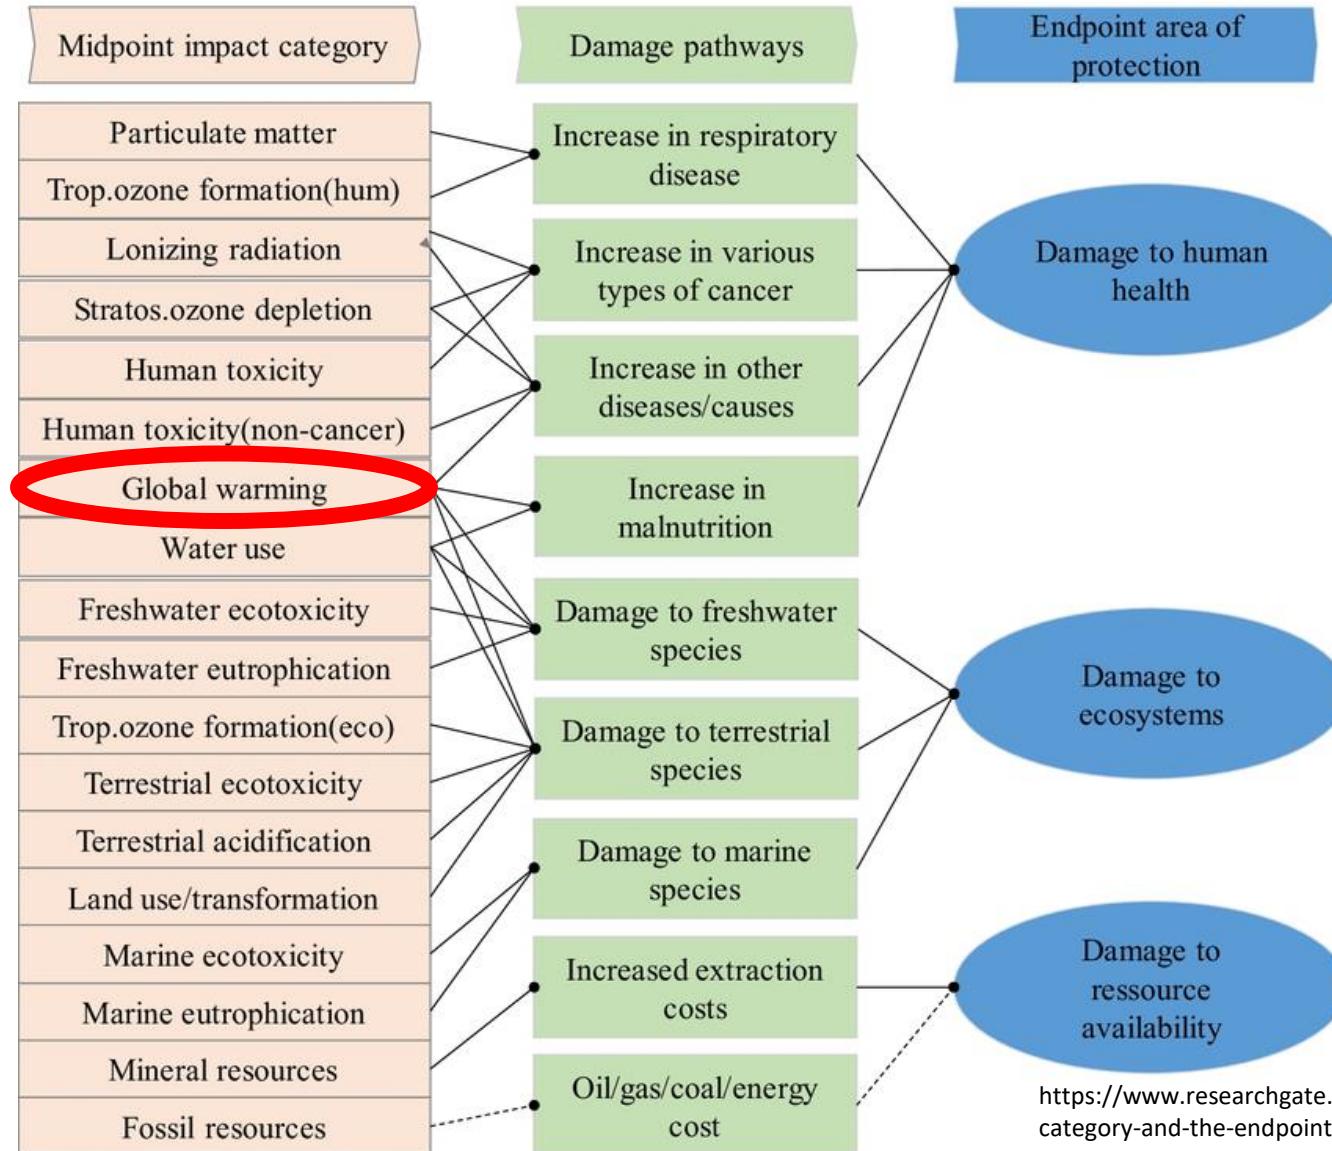 Midpoint impact category
Damage pathways
Endpoint area of
protection
Particulate matter
Trop.ozone formation(hum)
Lonizing radiation
Stratos.ozone depletion
Human toxicity
Human toxicity(non-cancer)
Global warming
Water use
Freshwater ecotoxicity
Freshwater eutrophication
Trop.ozone formation(eco)
Terrestrial ecotoxicity
Terrestrial acidification
Land use/transformation
Marine ecotoxicity
Marine eutrophication
Mineral resources
Fossil resources
Increase in respiratory
disease
Increase in various
types of cancer
Increase in other
diseases/causes
Increase in
malnutrition
Damage to freshwater
species
Damage to terrestrial
species
Damage to marine
species
Increased extraction
costs
Oil/gas/coal/energy
cost
Damage to human
health
Damage to
ecosystems
Damage to
ressource
availability
https://www.researchgate.
category-and-the-endpoint